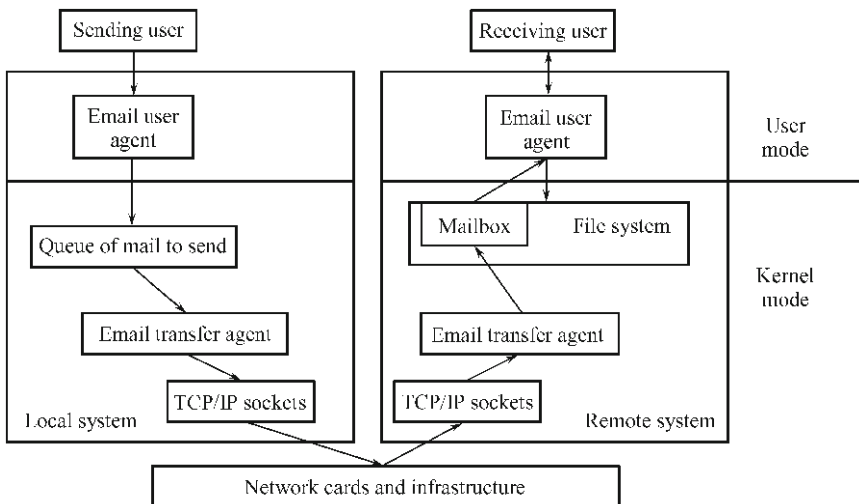 Sending user
Receiving user
Email user
agent
Email user
agent
User
mode
Queue of mail to send
Mailbox
File system
Kernel
mode
Email transfer agent
Email transfer agent
TCP/IP sockets
TCP/IP sockets
Local system
Remote system
Network cards and infrastructure